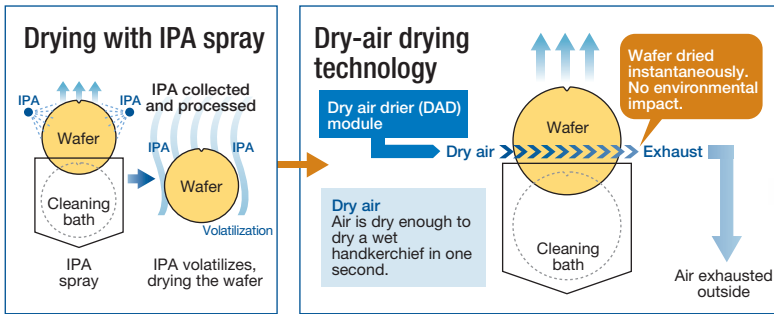 Drying with IPA spray
IPA
IPA
Wafer
Cleaning
bath
IPA
spray
IPA collected
and processed
IPA
IPA
Wafer
Volatilization
IPA volatilizes,
drying the wafer
Dry-air drying
technology
Dry air drier (DAD)
module
Dry air
Wafer
Exhaust
Cleaning
bath
Wafer dried
instantaneously.
No environmental
impact.
Dry air
Air is dry enough to
dry a wet
handkerchief in one
second.
Air exhausted
outside